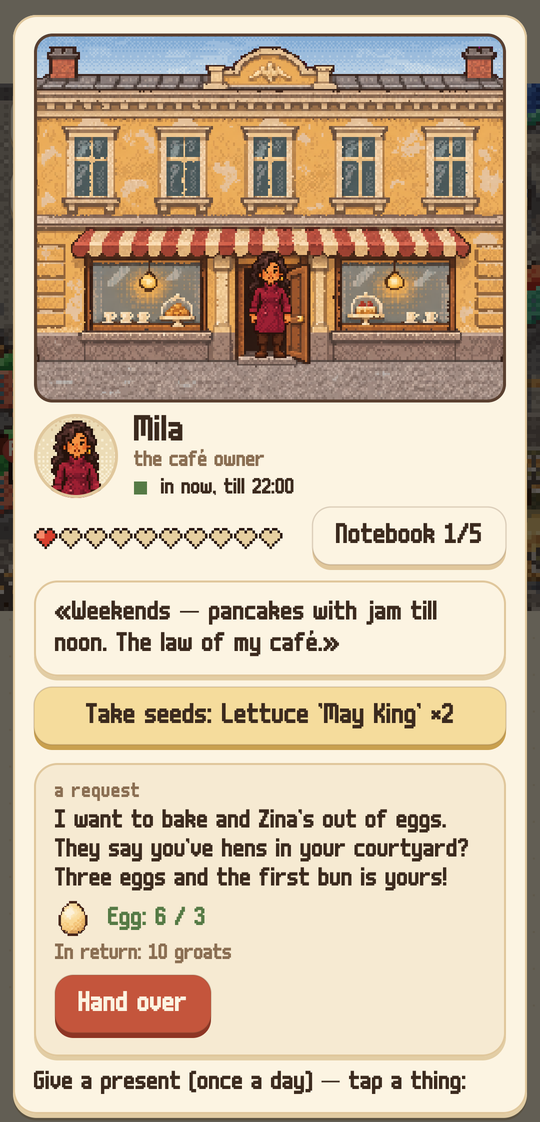 Mila
the café owner
in now, till 22:00
Notebook 1/5
«Weekends — pancakes with jam till
noon. The law of my café.»
Take seeds: Lettuce 'May King' ×2
a request
I want to bake and Zina's out of eggs.
They say you've hens in your courtyard?
Three eggs and the first bun is yours!
Egg: 6 / 3
In return: 10 groats
Hand over
Give a present (once a day) — tap a thing: